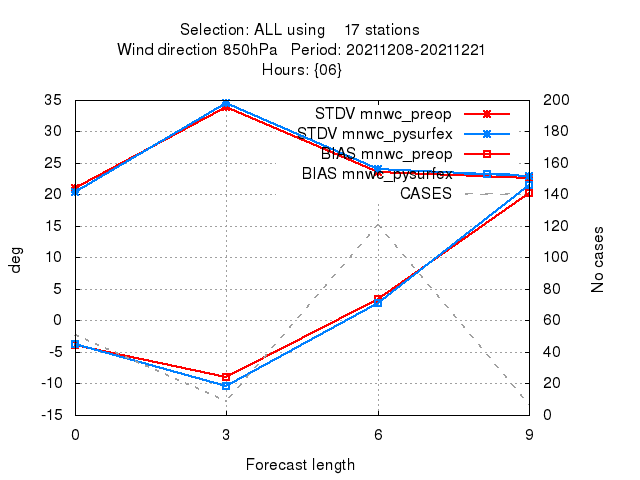 Selection: ALL using 17 stations
Wind direction 850hPa Period: 20211208-20211221
Hours: {06}
STDV mnwc_preop
STDV mnwc_pysurfex
BIAS mnwc_preop
BIAS mnwc_pysurfex
CASES
35
30
25
20
15
10
5
0
-5
-10
-15
deg
200
180
160
140
120
100
80
60
40
20
0
No cases
0 3 6 9
Forecast length